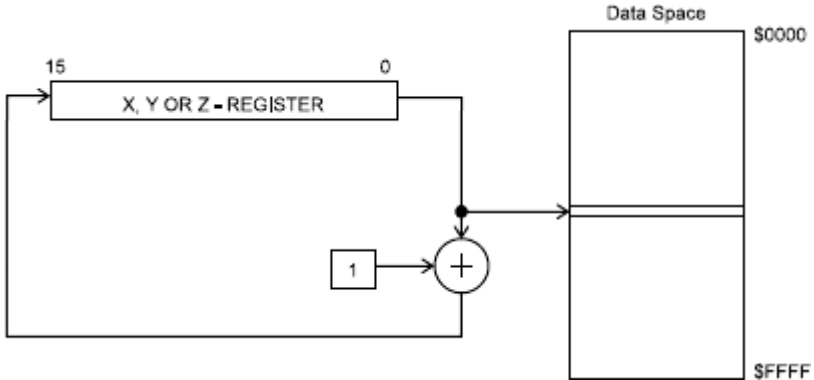 Data Space
$0000
15
0
X, Y OR Z - REGISTER
1
+
$FFFF